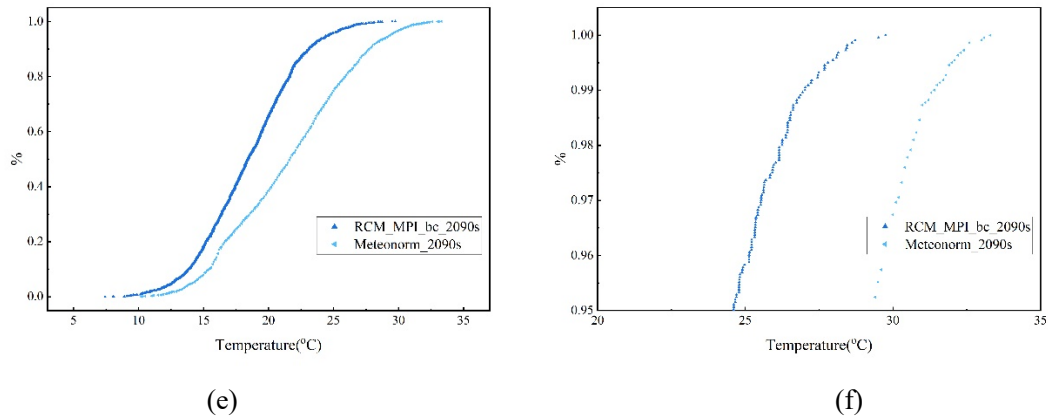 1.0
0.8
0.6
0.4
0.2
0.0
%
RCM_MPI_bc_2090s
Meteonorm_2090s
5 10 15 20 25 30 35
Temperature(°C)
(e)
1.00
0.99
0.98
0.97
0.96
0.95
%
RCM_MPI_bc_2090s
Meteonorm_2090s
20 25 30 35
Temperature(°C)
(f)